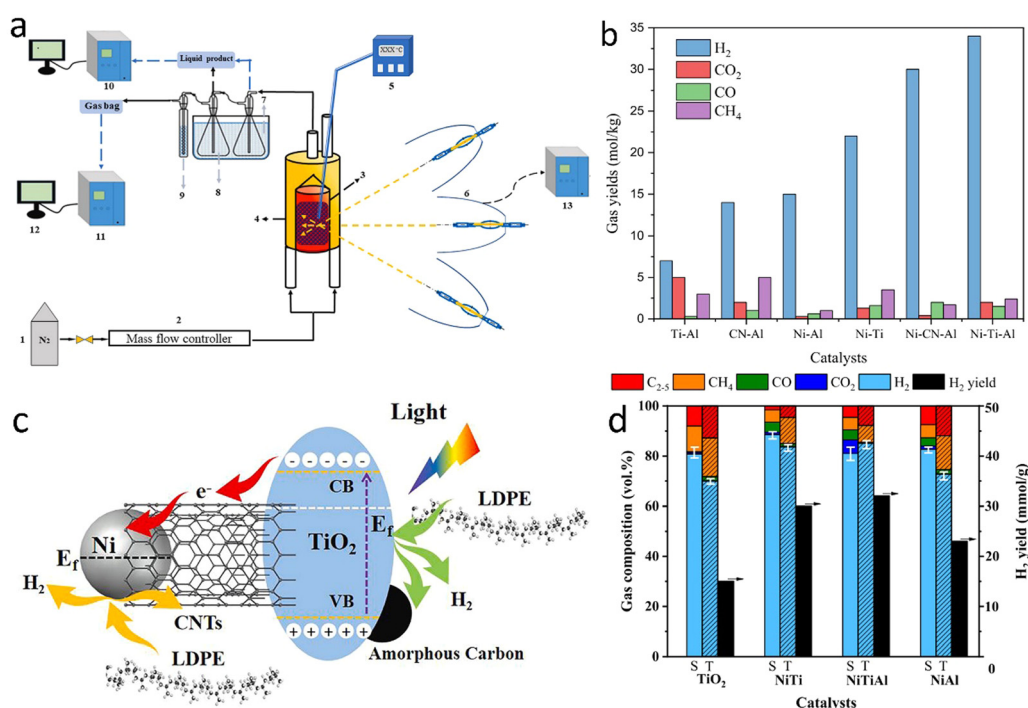 a
XXX °C
5
10
Liquid product
7
Gas bag
9
8
12
11
3
4
6
13
1
N₂
2
Mass flow controller
b
H₂
CO₂
CO
CH₄
Gas yields (mol/kg)
35
30
25
20
15
10
5
0
Ti-Al
CN-Al
Ni-Al
Ni-Ti
Ni-CN-Al
Ni-Ti-Al
Catalysts
c
Light
LDPE
CB
e⁻
Ni
E_f
TiO₂
E_f
H₂
CNTs
VB
H₂
LDPE
Amorphous Carbon
C₂₋₅
CH₄
CO
CO₂
H₂
H₂ yield
d
Gas composition (vol.%)
100
80
60
40
20
0
50
40
30
20
10
0
H₂ yield (mmol/g)
S T
S T
S T
S T
TiO₂
NiTi
NiTiAl
NiAl
Catalysts